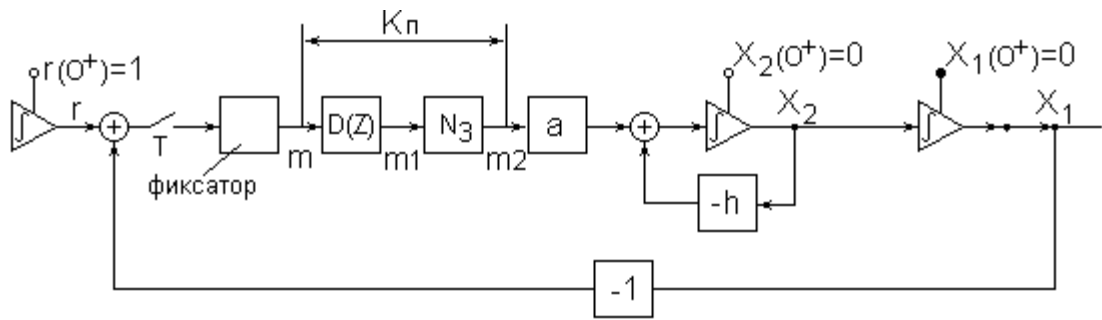 Kп
r(0⁺)=1
X₂(0⁺)=0
X₁(0⁺)=0
r
T
D(Z)
N₃
a
X₂
X₁
m
m1
m2
фиксатор
-h
-1